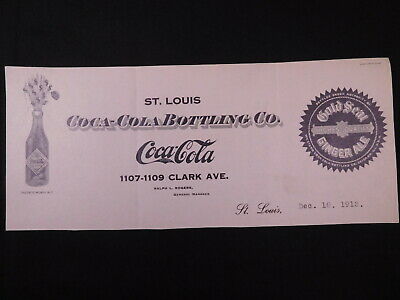 ST. LOUIS
COCA-COLA BOTTLING CO.
Coca-Cola
1107-1109 CLARK AVE.
RALPH L. ROGERS,
GENERAL MANAGER
St. Louis, Dec. 16, 1913.
Gold Seal
GINGER ALE